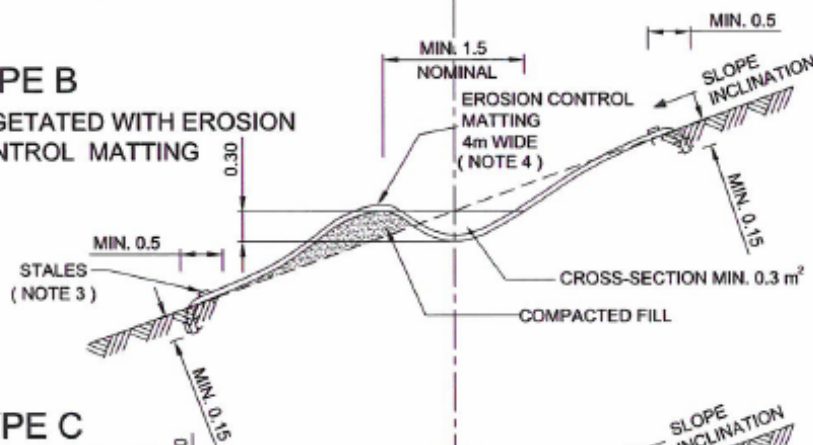 MIN. 0.5
MIN. 1.5
NOMINAL
SLOPE
INCLINATION
PE B
GETATED WITH EROSION
NTROL MATTING
EROSION CONTROL
MATTING
4m WIDE
( NOTE 4 )
0.30
MIN. 0.15
MIN. 0.5
STALES
( NOTE 3 )
CROSS-SECTION MIN. 0.3 m²
COMPACTED FILL
MIN. 0.15
YPE C
SLOPE
INCLINATION